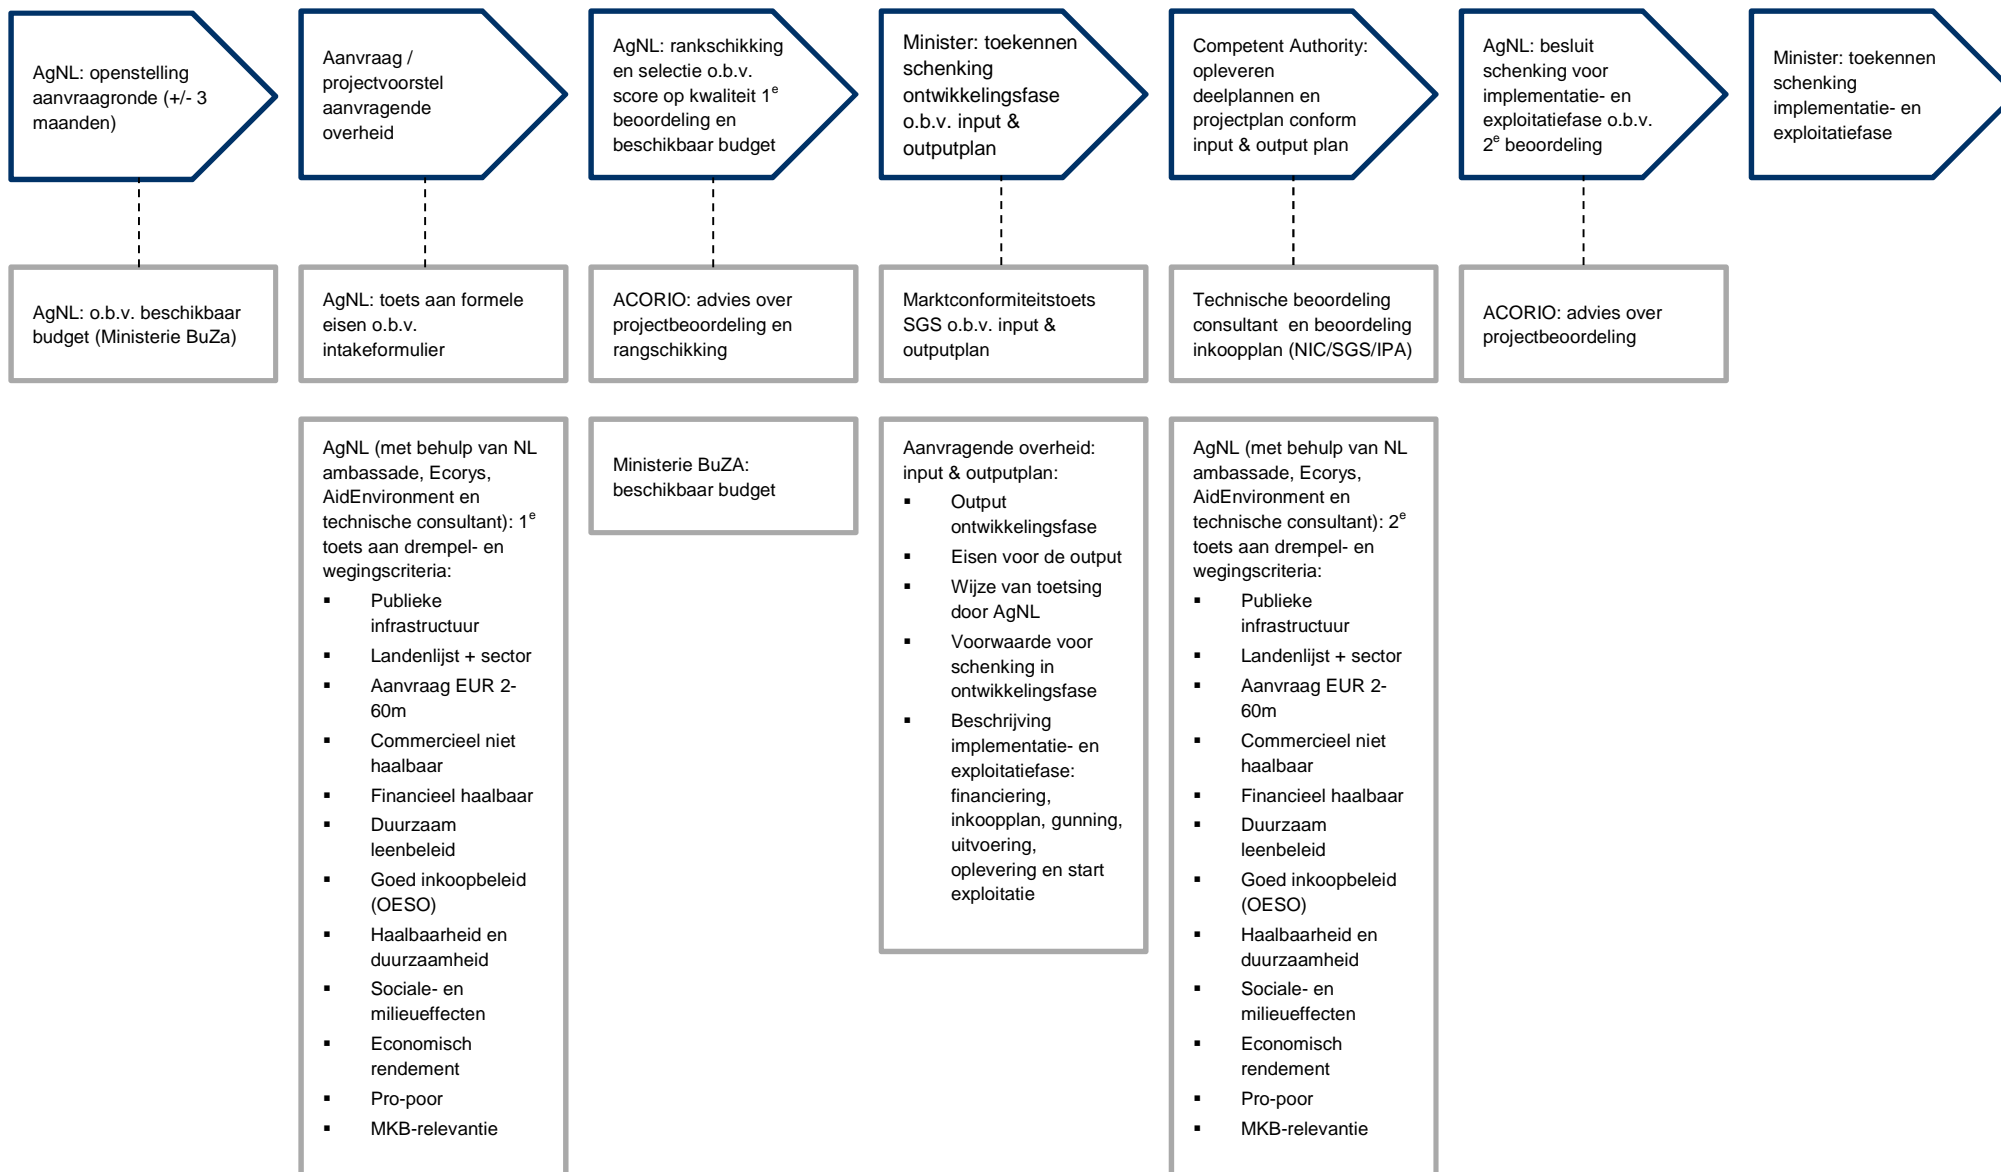 AgNL: openstelling
aanvraagronde (+/- 3
maanden)
Aanvraag /
projectvoorstel
aanvragende
overheid
AgNL: rankschikking
en selectie o.b.v.
score op kwaliteit 1e
beoordeling en
beschikbaar budget
Minister: toekennen
schenking
ontwikkelingsfase
o.b.v. input &
outputplan
Competent Authority:
opleveren
deelplannen en
projectplan conform
input & output plan
AgNL: besluit
schenking voor
implementatie- en
exploitatiefase o.b.v.
2e beoordeling
Minister: toekennen
schenking
implementatie- en
exploitatiefase
AgNL: o.b.v. beschikbaar
budget (Ministerie BuZa)
AgNL: toets aan formele
eisen o.b.v.
intakeformulier
ACORIO: advies over
projectbeoordeling en
rangschikking
Marktconformiteitstoets
SGS o.b.v. input &
outputplan
Technische beoordeling
consultant en beoordeling
inkoopplan (NIC/SGS/IPA)
ACORIO: advies over
projectbeoordeling
AgNL (met behulp van NL
ambassade, Ecorys,
AidEnvironment en
technische consultant): 1e
toets aan drempel- en
wegingscriteria:
▪ Publieke
infrastructuur
▪ Landenlijst + sector
▪ Aanvraag EUR 2-
60m
▪ Commercieel niet
haalbaar
▪ Financieel haalbaar
▪ Duurzaam
leenbeleid
▪ Goed inkoopbeleid
(OESO)
▪ Haalbaarheid en
duurzaamheid
▪ Sociale- en
milieueffecten
▪ Economisch
rendement
▪ Pro-poor
▪ MKB-relevantie
Ministerie BuZA:
beschikbaar budget
Aanvragende overheid:
input & outputplan:
▪ Output
ontwikkelingsfase
▪ Eisen voor de output
▪ Wijze van toetsing
door AgNL
▪ Voorwaarde voor
schenking in
ontwikkelingsfase
▪ Beschrijving
implementatie- en
exploitatiefase:
financiering,
inkoopplan, gunning,
uitvoering,
oplevering en start
exploitatie
AgNL (met behulp van NL
ambassade, Ecorys,
AidEnvironment en
technische consultant): 2e
toets aan drempel- en
wegingscriteria:
▪ Publieke
infrastructuur
▪ Landenlijst + sector
▪ Aanvraag EUR 2-
60m
▪ Commercieel niet
haalbaar
▪ Financieel haalbaar
▪ Duurzaam
leenbeleid
▪ Goed inkoopbeleid
(OESO)
▪ Haalbaarheid en
duurzaamheid
▪ Sociale- en
milieueffecten
▪ Economisch
rendement
▪ Pro-poor
▪ MKB-relevantie